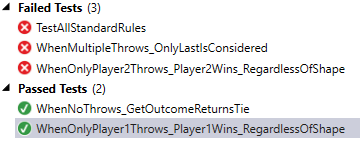 Failed Tests (3)
TestAllStandardRules
WhenMultipleThrows_OnlyLastIsConsidered
WhenOnlyPlayer2Throws_Player2Wins_RegardlessOfShape
Passed Tests (2)
WhenNoThrows_GetOutcomeReturnsTie
WhenOnlyPlayer1Throws_Player1Wins_RegardlessOfShape